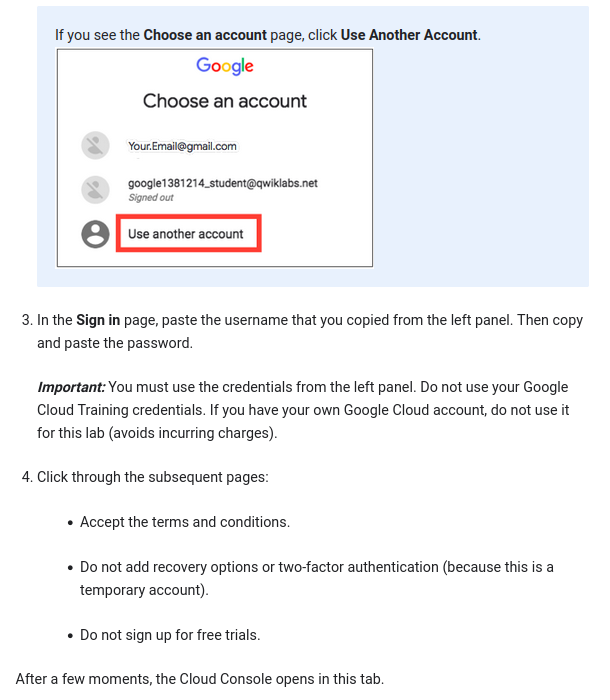 If you see the Choose an account page, click Use Another Account.
Google
Choose an account
Your.Email@gmail.com
google1381214_student@qwiklabs.net
Signed out
Use another account
3. In the Sign in page, paste the username that you copied from the left panel. Then copy
and paste the password.
Important: You must use the credentials from the left panel. Do not use your Google
Cloud Training credentials. If you have your own Google Cloud account, do not use it
for this lab (avoids incurring charges).
4. Click through the subsequent pages:
• Accept the terms and conditions.
• Do not add recovery options or two-factor authentication (because this is a
temporary account).
• Do not sign up for free trials.
After a few moments, the Cloud Console opens in this tab.